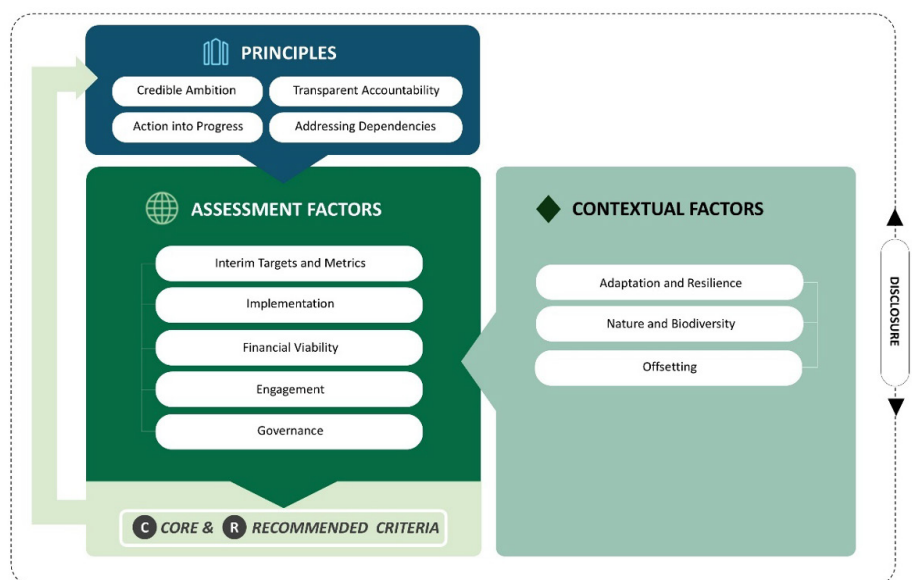 PRINCIPLES
Credible Ambition
Transparent Accountability
Action into Progress
Addressing Dependencies
ASSESSMENT FACTORS
Interim Targets and Metrics
Implementation
Financial Viability
Engagement
Governance
C CORE & R RECOMMENDED CRITERIA
CONTEXTUAL FACTORS
Adaptation and Resilience
Nature and Biodiversity
Offsetting
DISCLOSURE